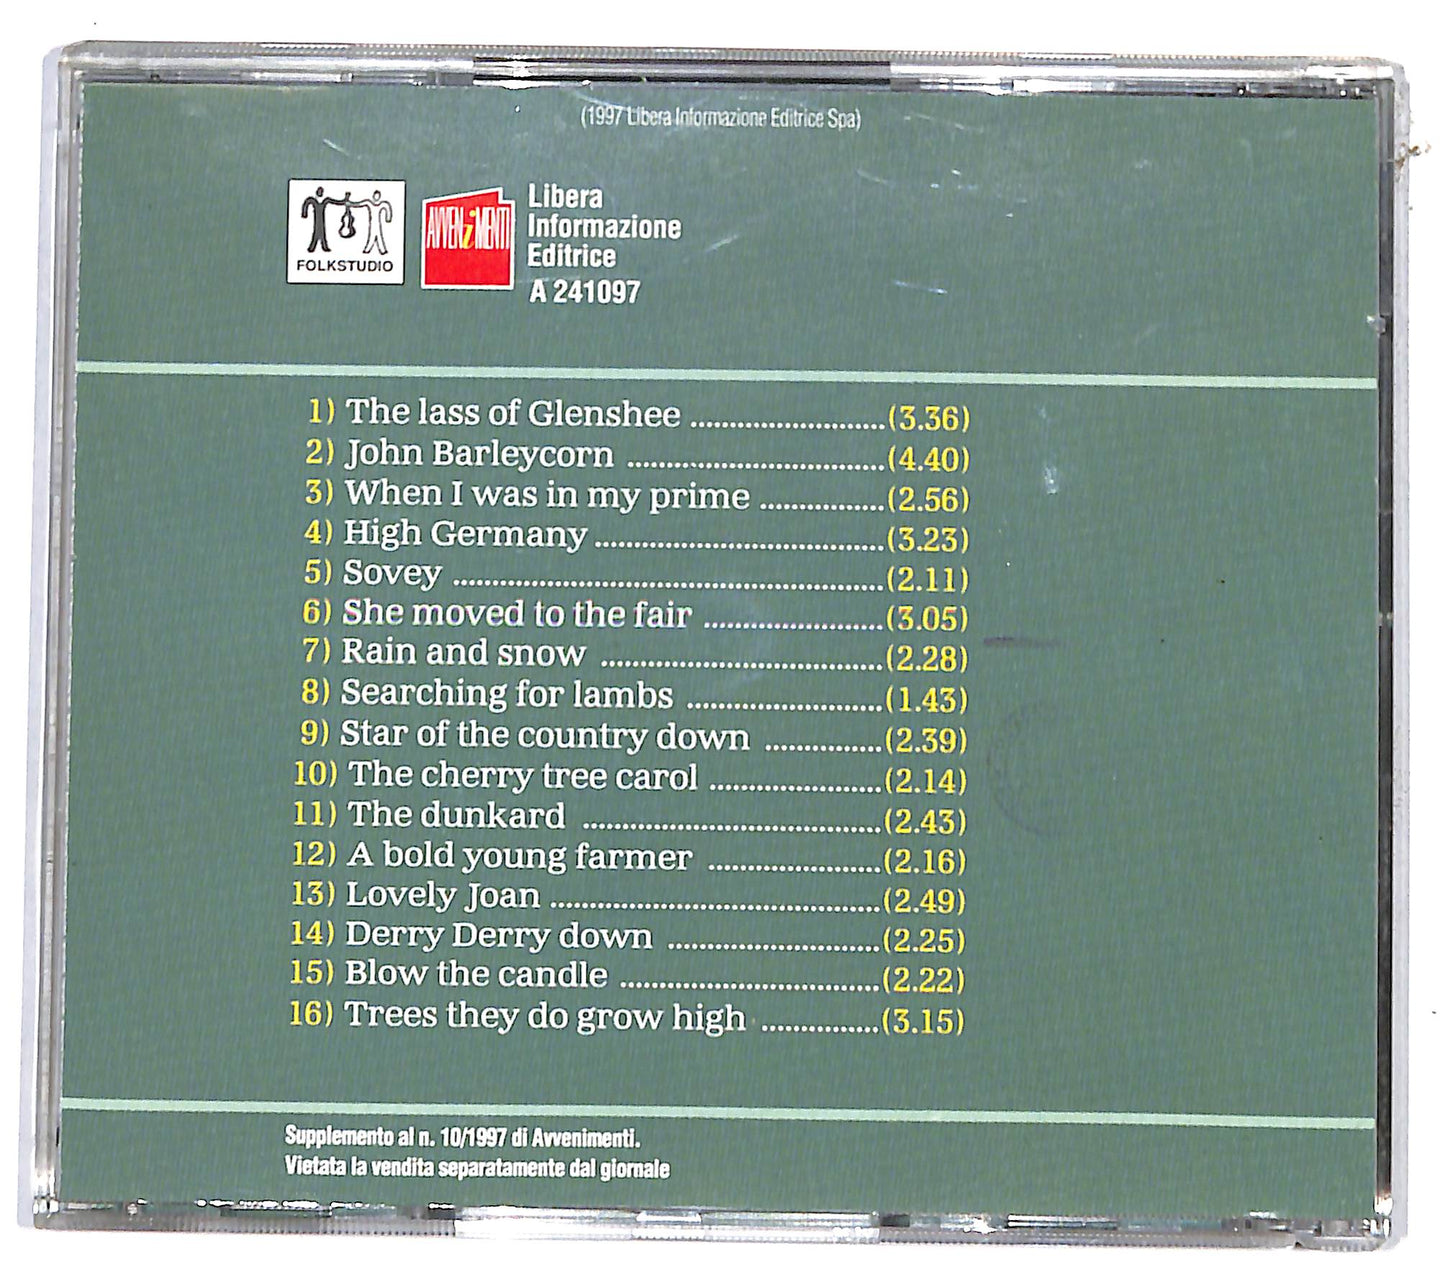 (1997 Libera Informazione Editrice Spa)
FOLKSTUDIO
AVVENiMENTI
Libera
Informazione
Editrice
A 241097
1) The lass of Glenshee ........................(3.36)
2) John Barleycorn ................................(4.40)
3) When I was in my prime ................(2.56)
4) High Germany ....................................(3.23)
5) Sovey ......................................................(2.11)
6) She moved to the fair .......................(3.05)
7) Rain and snow ...................................(2.28)
8) Searching for lambs .........................(1.43)
9) Star of the country down ...............(2.39)
10) The cherry tree carol ......................(2.14)
11) The dunkard ......................................(2.43)
12) A bold young farmer ......................(2.16)
13) Lovely Joan .........................................(2.49)
14) Derry Derry down ...........................(2.25)
15) Blow the candle .................................(2.22)
16) Trees they do grow high ...............(3.15)
Supplemento al n. 10/1997 di Avvenimenti.
Vietata la vendita separatamente dal giornale